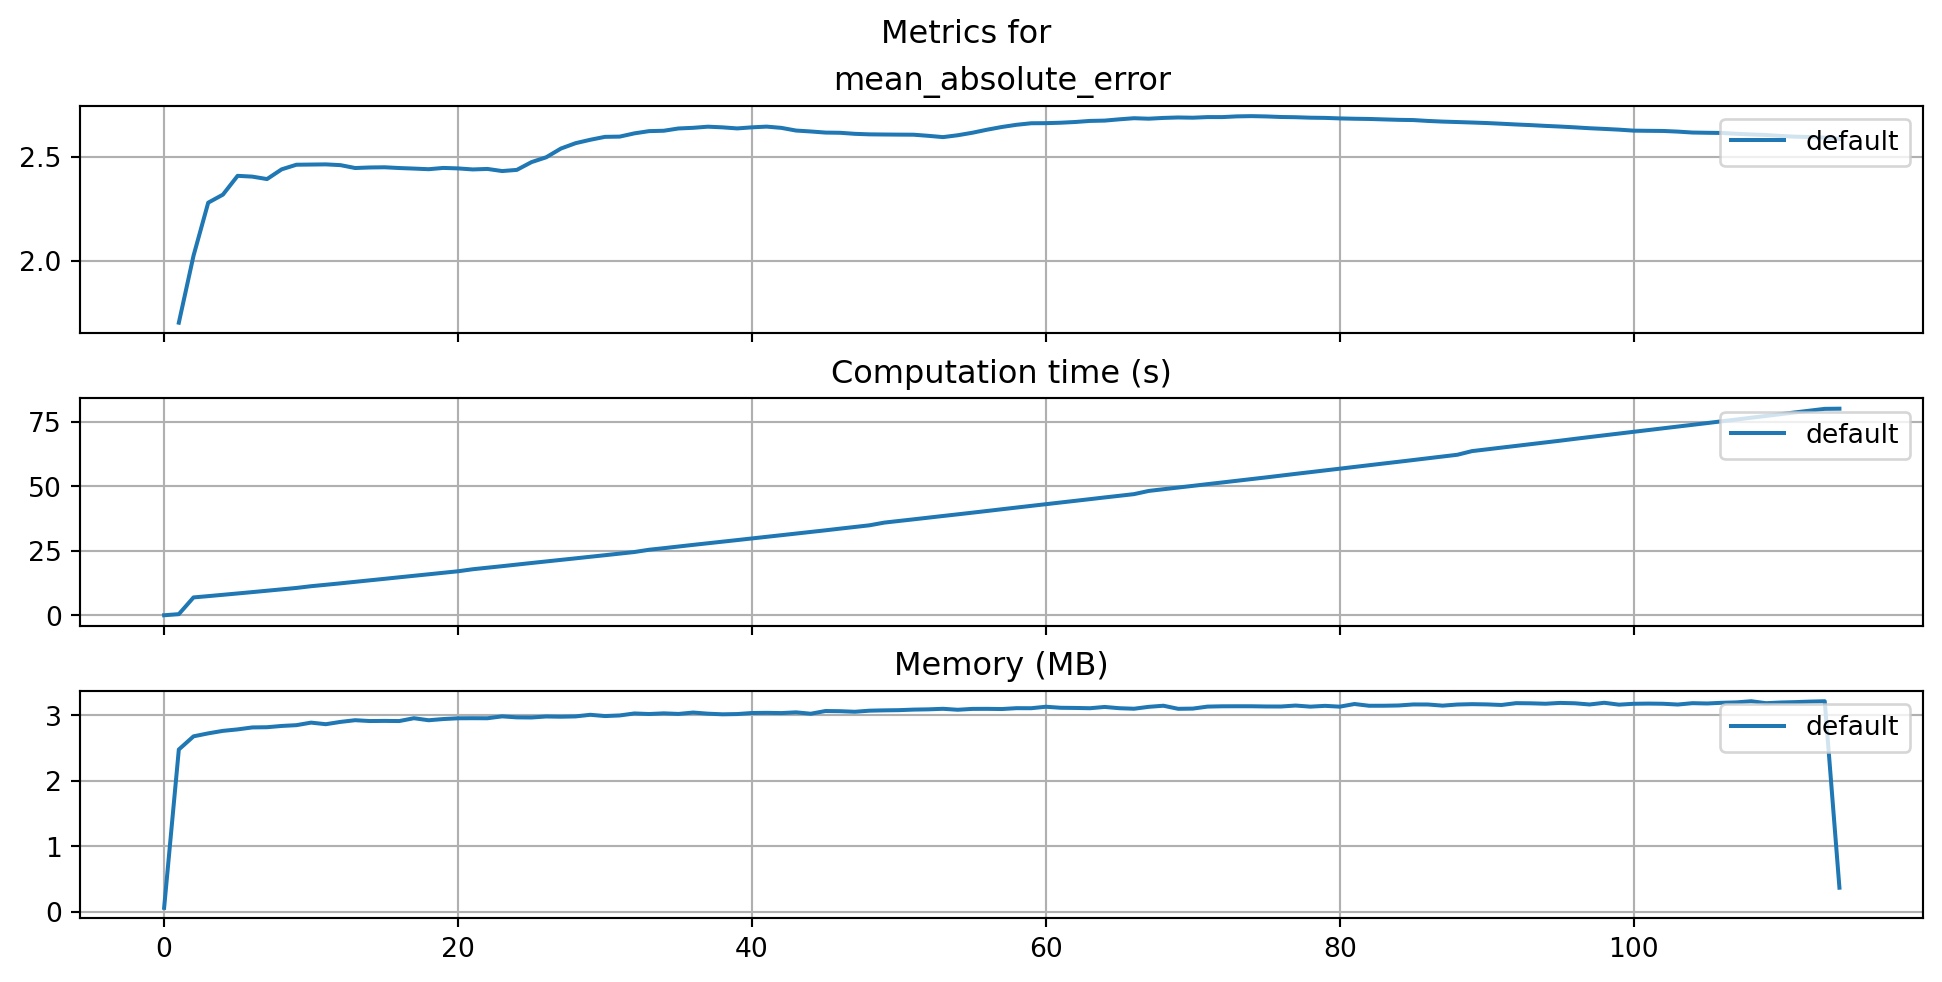 Metrics for
mean_absolute_error
2.5
2.0
default
Computation time (s)
75
50
25
0
default
Memory (MB)
3
2
1
0
default
0 20 40 60 80 100